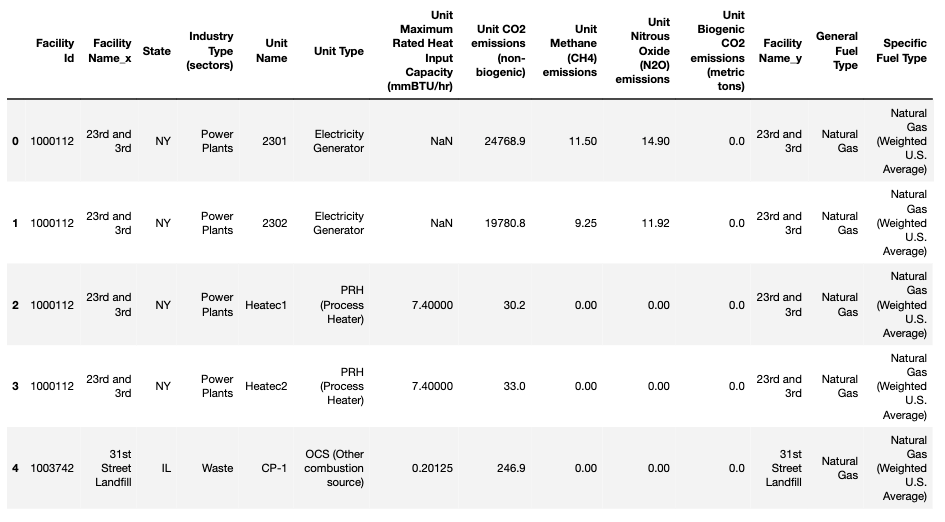 Facility Id Facility Name_x State Industry Type (sectors) Unit Name Unit Type Unit Maximum Rated Heat Input Capacity (mmBTU/hr) Unit CO2 emissions (non-biogenic) Unit Methane (CH4) emissions Unit Nitrous Oxide (N2O) emissions Unit Biogenic CO2 emissions (metric tons) Facility Name_y General Fuel Type Specific Fuel Type
0 1000112 23rd and 3rd NY Power Plants 2301 Electricity Generator NaN 24768.9 11.50 14.90 0.0 23rd and 3rd Natural Gas Natural Gas (Weighted U.S. Average)
1 1000112 23rd and 3rd NY Power Plants 2302 Electricity Generator NaN 19780.8 9.25 11.92 0.0 23rd and 3rd Natural Gas Natural Gas (Weighted U.S. Average)
2 1000112 23rd and 3rd NY Power Plants Heatec1 PRH (Process Heater) 7.40000 30.2 0.00 0.00 0.0 23rd and 3rd Natural Gas Natural Gas (Weighted U.S. Average)
3 1000112 23rd and 3rd NY Power Plants Heatec2 PRH (Process Heater) 7.40000 33.0 0.00 0.00 0.0 23rd and 3rd Natural Gas Natural Gas (Weighted U.S. Average)
4 1003742 31st Street Landfill IL Waste CP-1 OCS (Other combustion source) 0.20125 246.9 0.00 0.00 0.0 31st Street Landfill Natural Gas Natural Gas (Weighted U.S. Average)